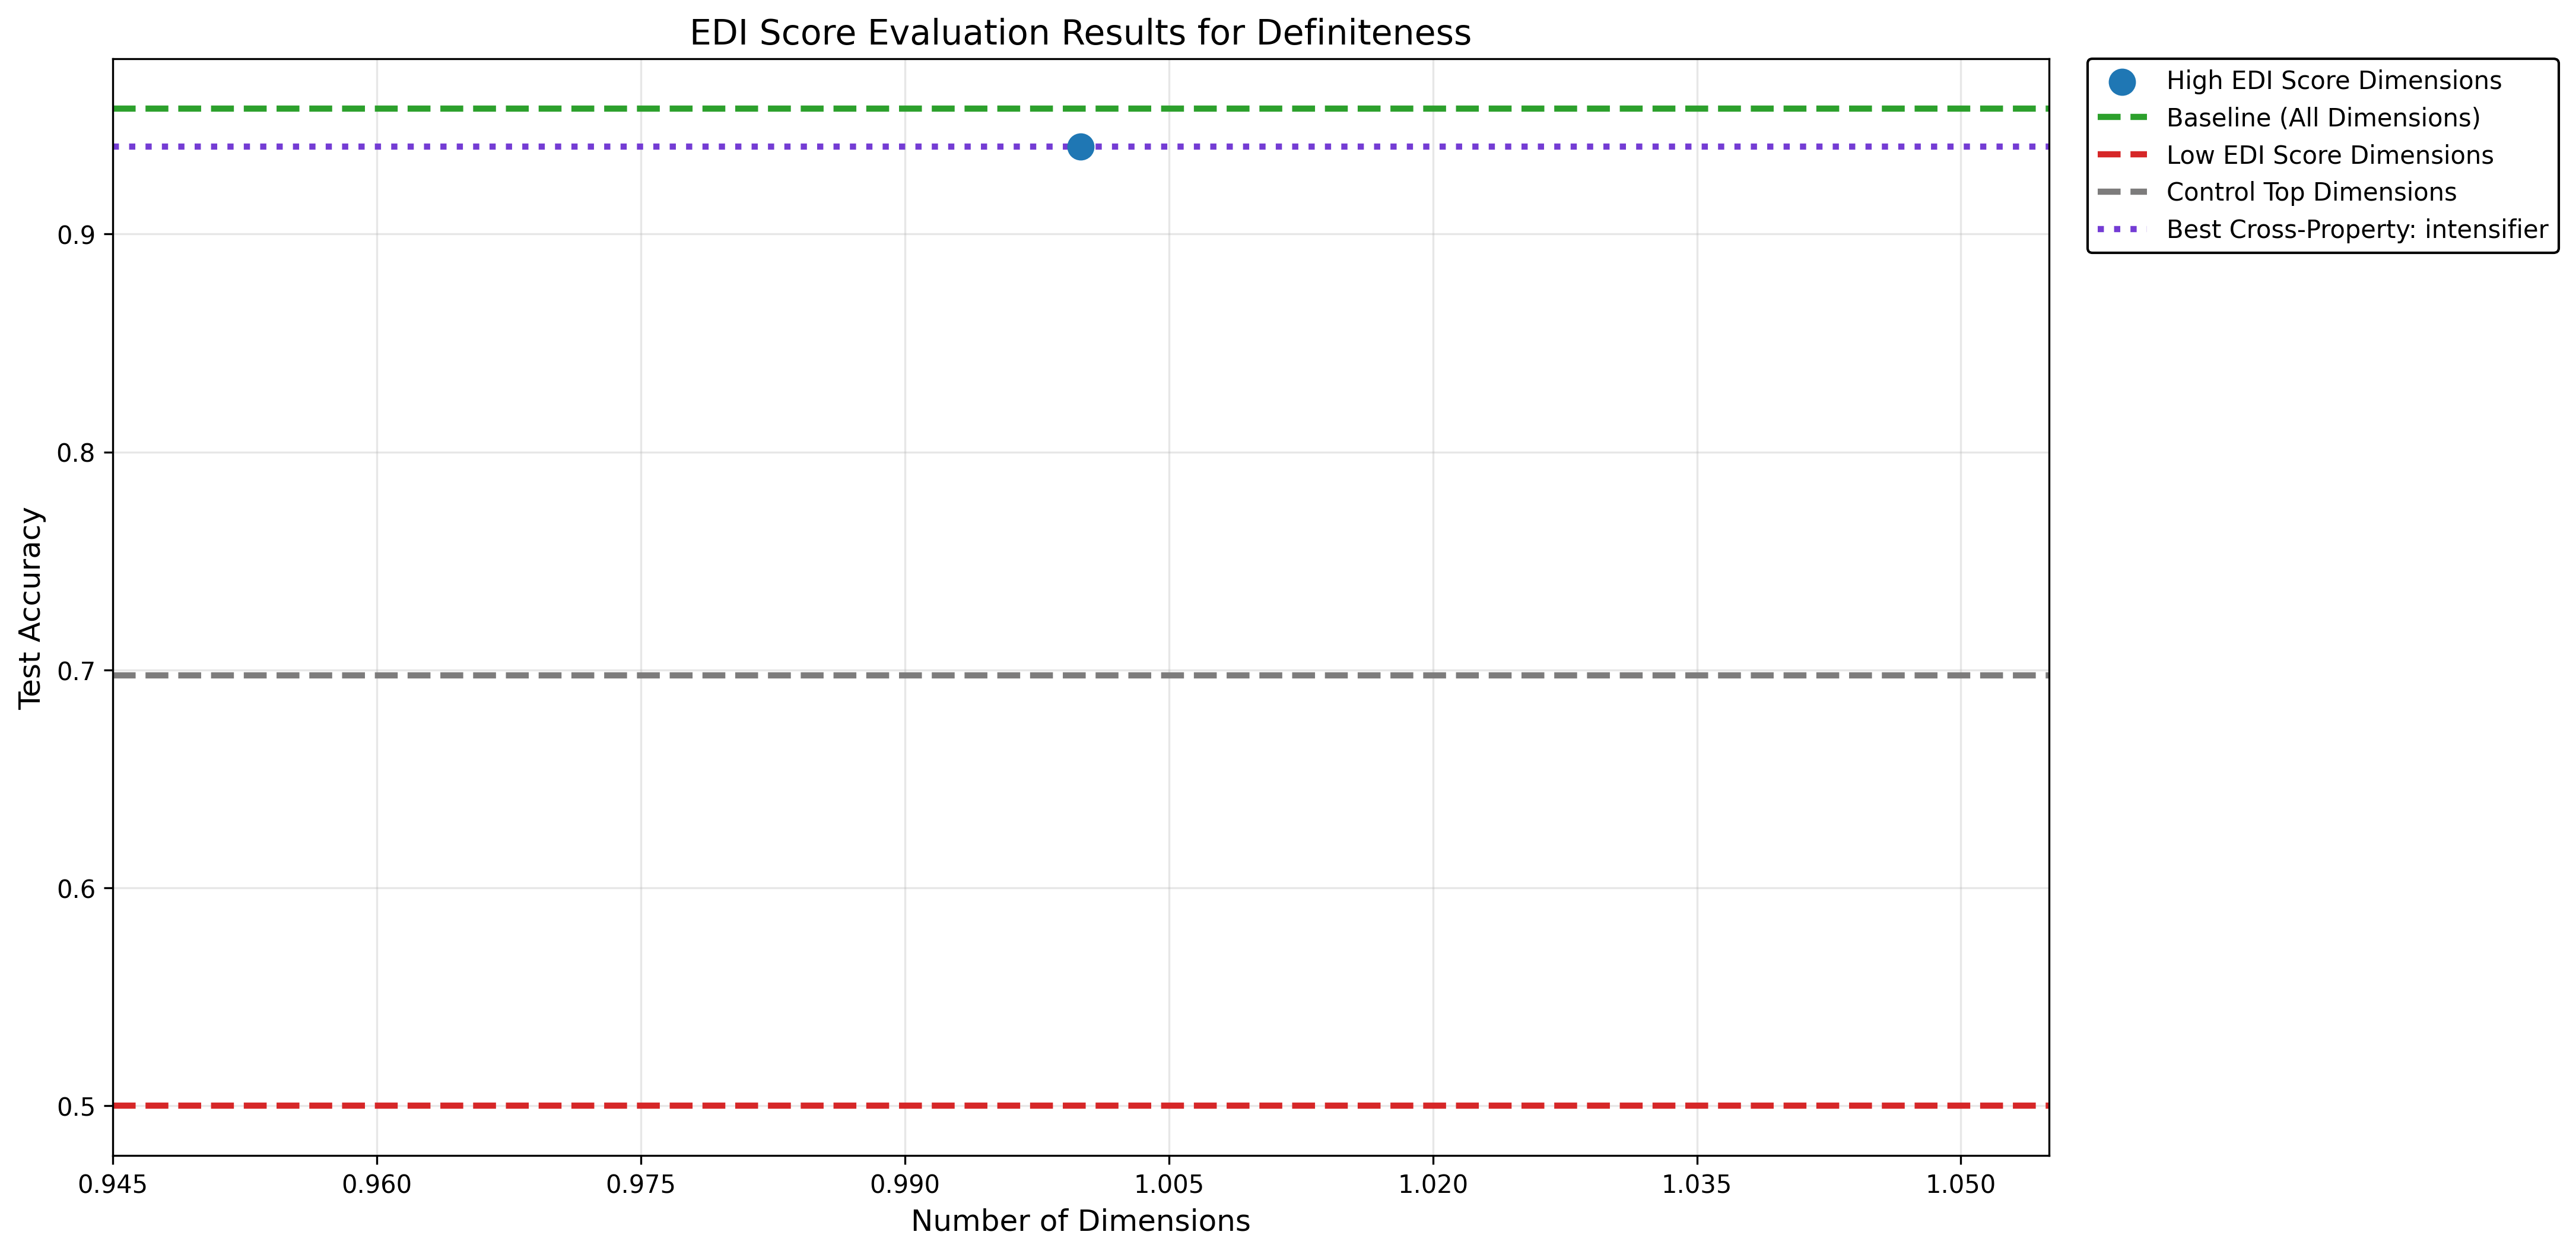 EDI Score Evaluation Results for Definiteness
High EDI Score Dimensions
Baseline (All Dimensions)
Low EDI Score Dimensions
Control Top Dimensions
Best Cross-Property: intensifier
Test Accuracy
0.9
0.8
0.7
0.6
0.5
0.945 0.960 0.975 0.990 1.005 1.020 1.035 1.050
Number of Dimensions